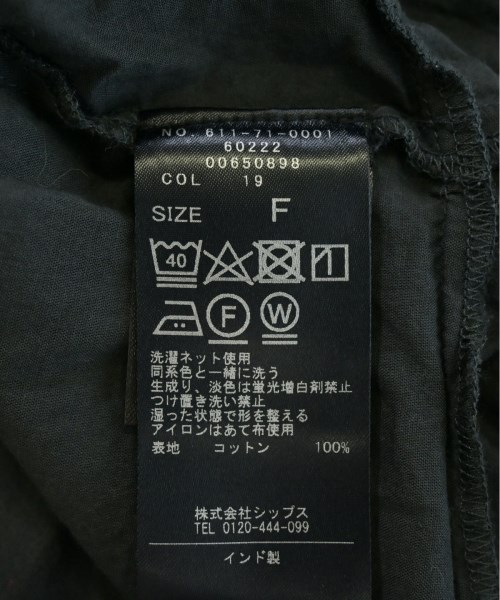 NO. 611-71-0001
60222
00650898
COL 19
SIZE F
40
F W
洗濯ネット使用
同系色と一緒に洗う
生成り、淡色は蛍光増白剤禁止
つけ置き洗い禁止
湿った状態で形を整える
アイロンはあて布使用
表地 コットン 100%
株式会社シップス
TEL 0120-444-099
インド製